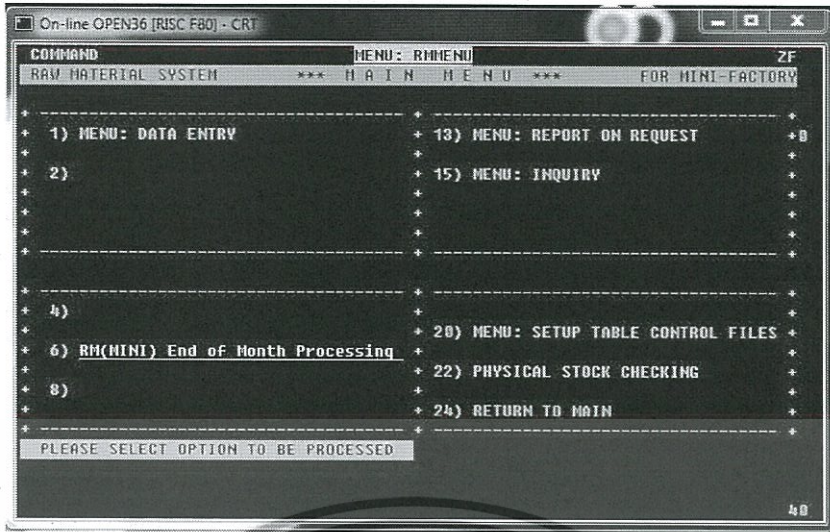 On-line OPEN36 [RISC F80] - CRT
COMMAND MENU: RMMENU ZF
RAW MATERIAL SYSTEM *** M A I N M E N U *** FOR MINI-FACTORY
1) MENU: DATA ENTRY
2)
13) MENU: REPORT ON REQUEST
15) MENU: INQUIRY
4)
6) RM(MINI) End of Month Processing
8)
20) MENU: SETUP TABLE CONTROL FILES
22) PHYSICAL STOCK CHECKING
24) RETURN TO MAIN
PLEASE SELECT OPTION TO BE PROCESSED
40